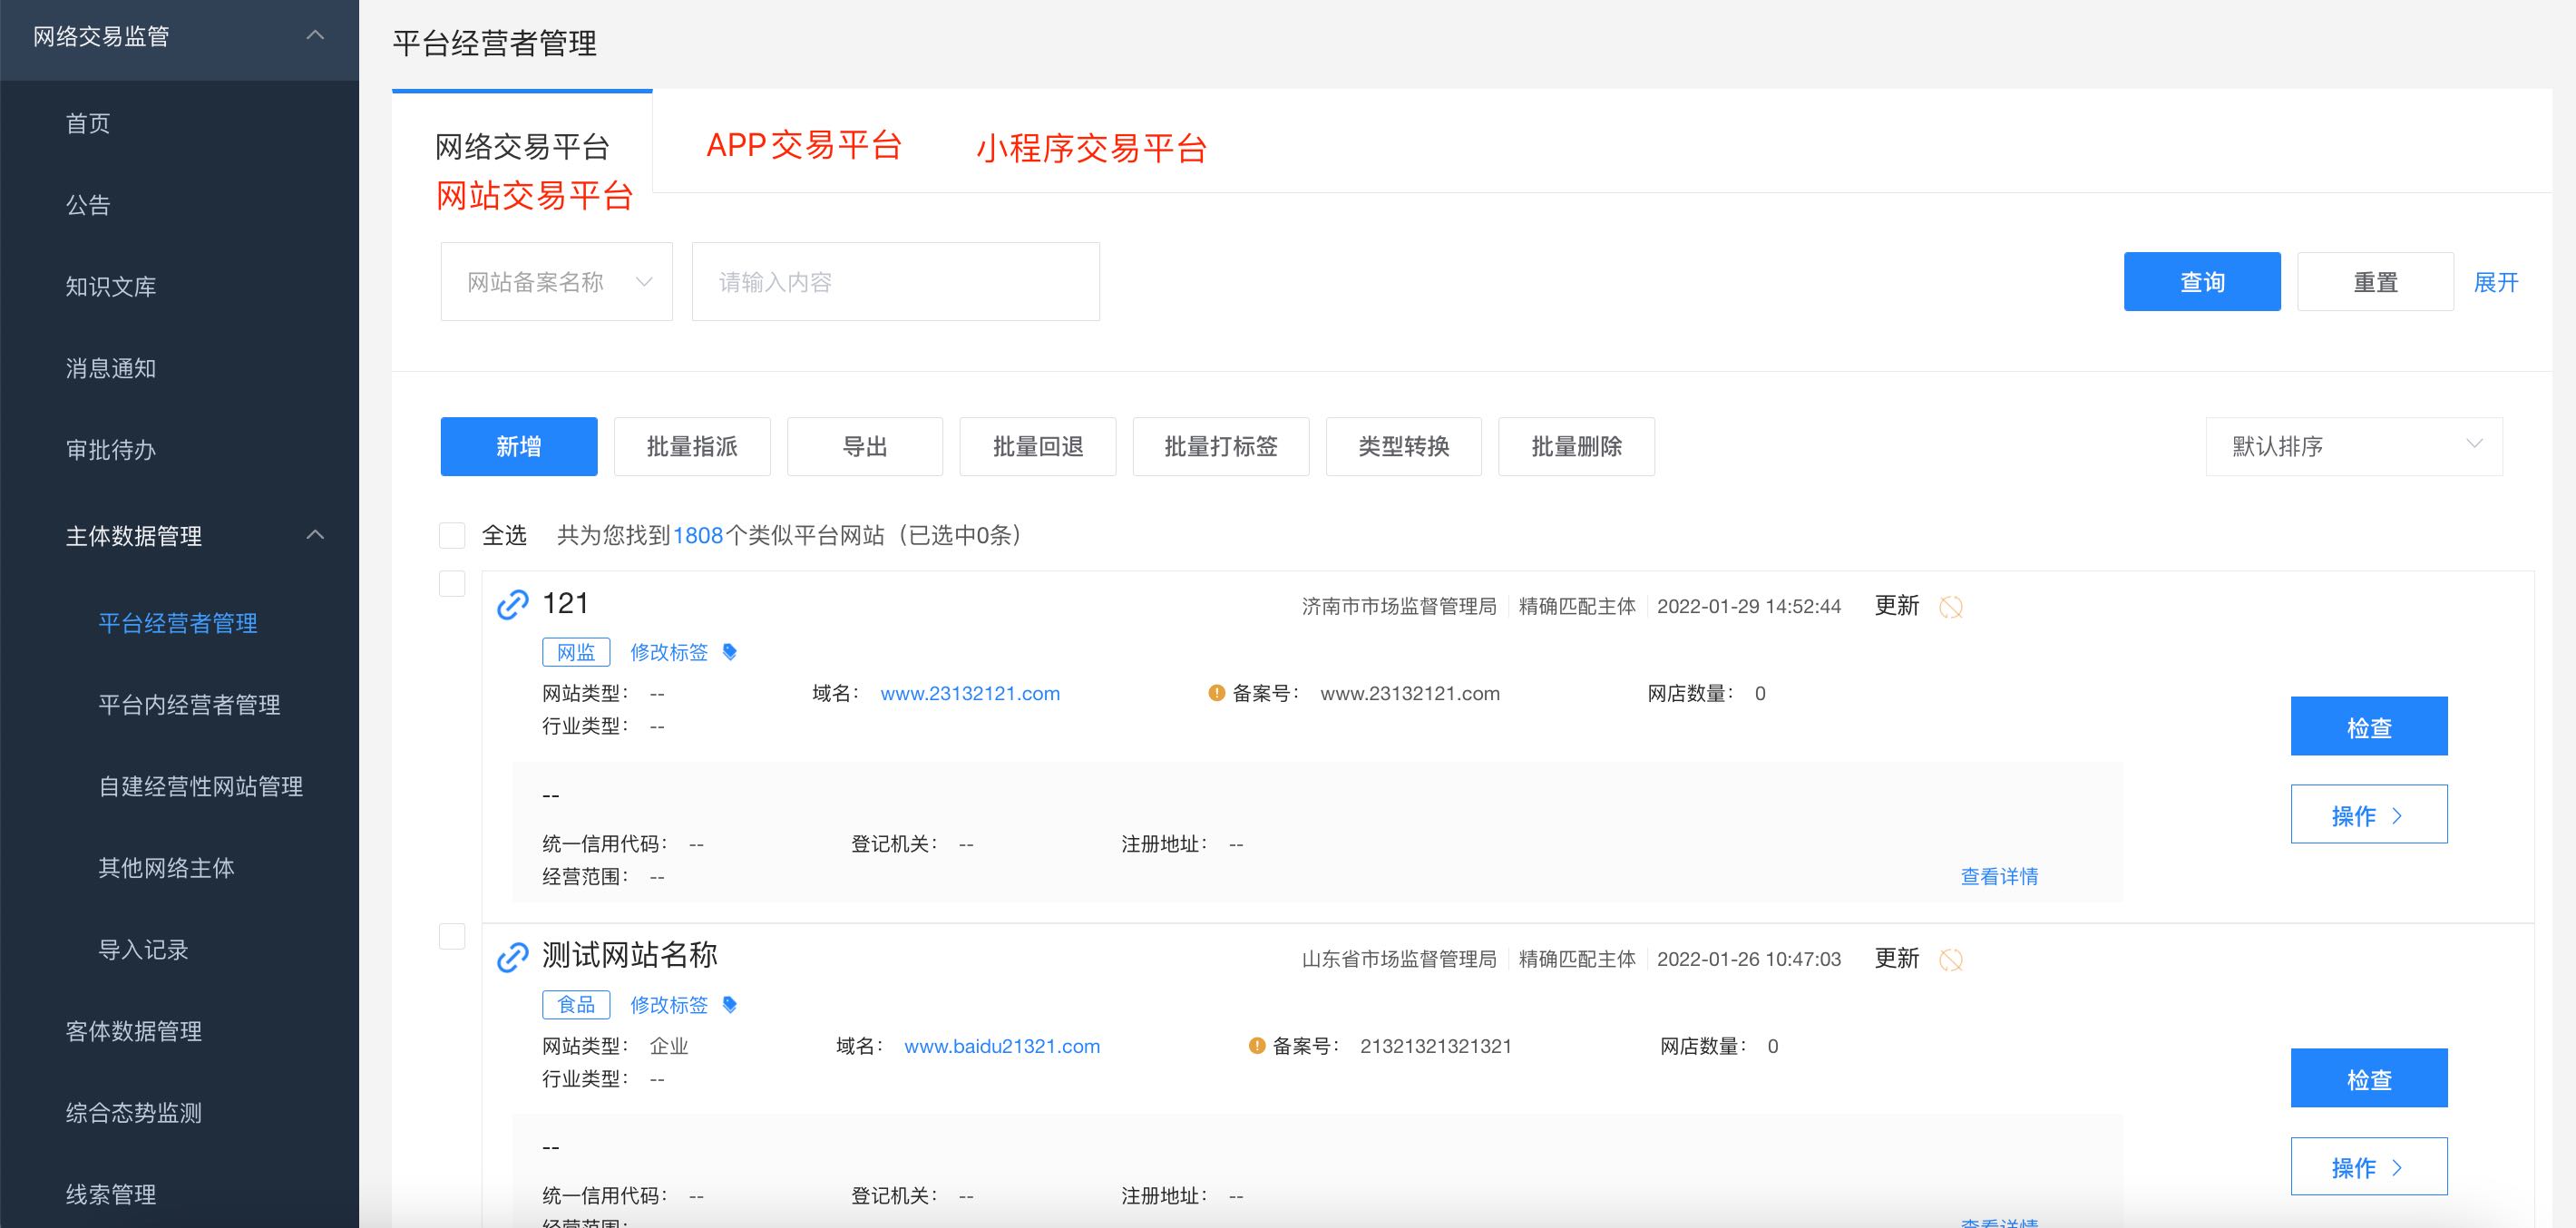 网络交易监管
首页
公告
知识文库
消息通知
审批待办
主体数据管理
平台经营者管理
平台内经营者管理
自建经营性网站管理
其他网络主体
导入记录
客体数据管理
综合态势监测
线索管理
平台经营者管理
网络交易平台 APP交易平台 小程序交易平台
网站交易平台
网站备案名称 请输入内容 查询 重置 展开
新增 批量指派 导出 批量回退 批量打标签 类型转换 批量删除 默认排序
全选 共为您找到1808个类似平台网站（已选中0条）
121 济南市市场监督管理局 精确匹配主体 2022-01-29 14:52:44 更新
网监 修改标签
网站类型： -- 域名： www.23132121.com 备案号： www.23132121.com 网店数量： 0
行业类型： --
检查
--
操作
统一信用代码： -- 登记机关： -- 注册地址： --
经营范围： -- 查看详情
测试网站名称 山东省市场监督管理局 精确匹配主体 2022-01-26 10:47:03 更新
食品 修改标签
网站类型： 企业 域名： www.baidu21321.com 备案号： 21321321321321 网店数量： 0
行业类型： --
检查
--
操作
统一信用代码： -- 登记机关： -- 注册地址： --
经营范围： 查看详情